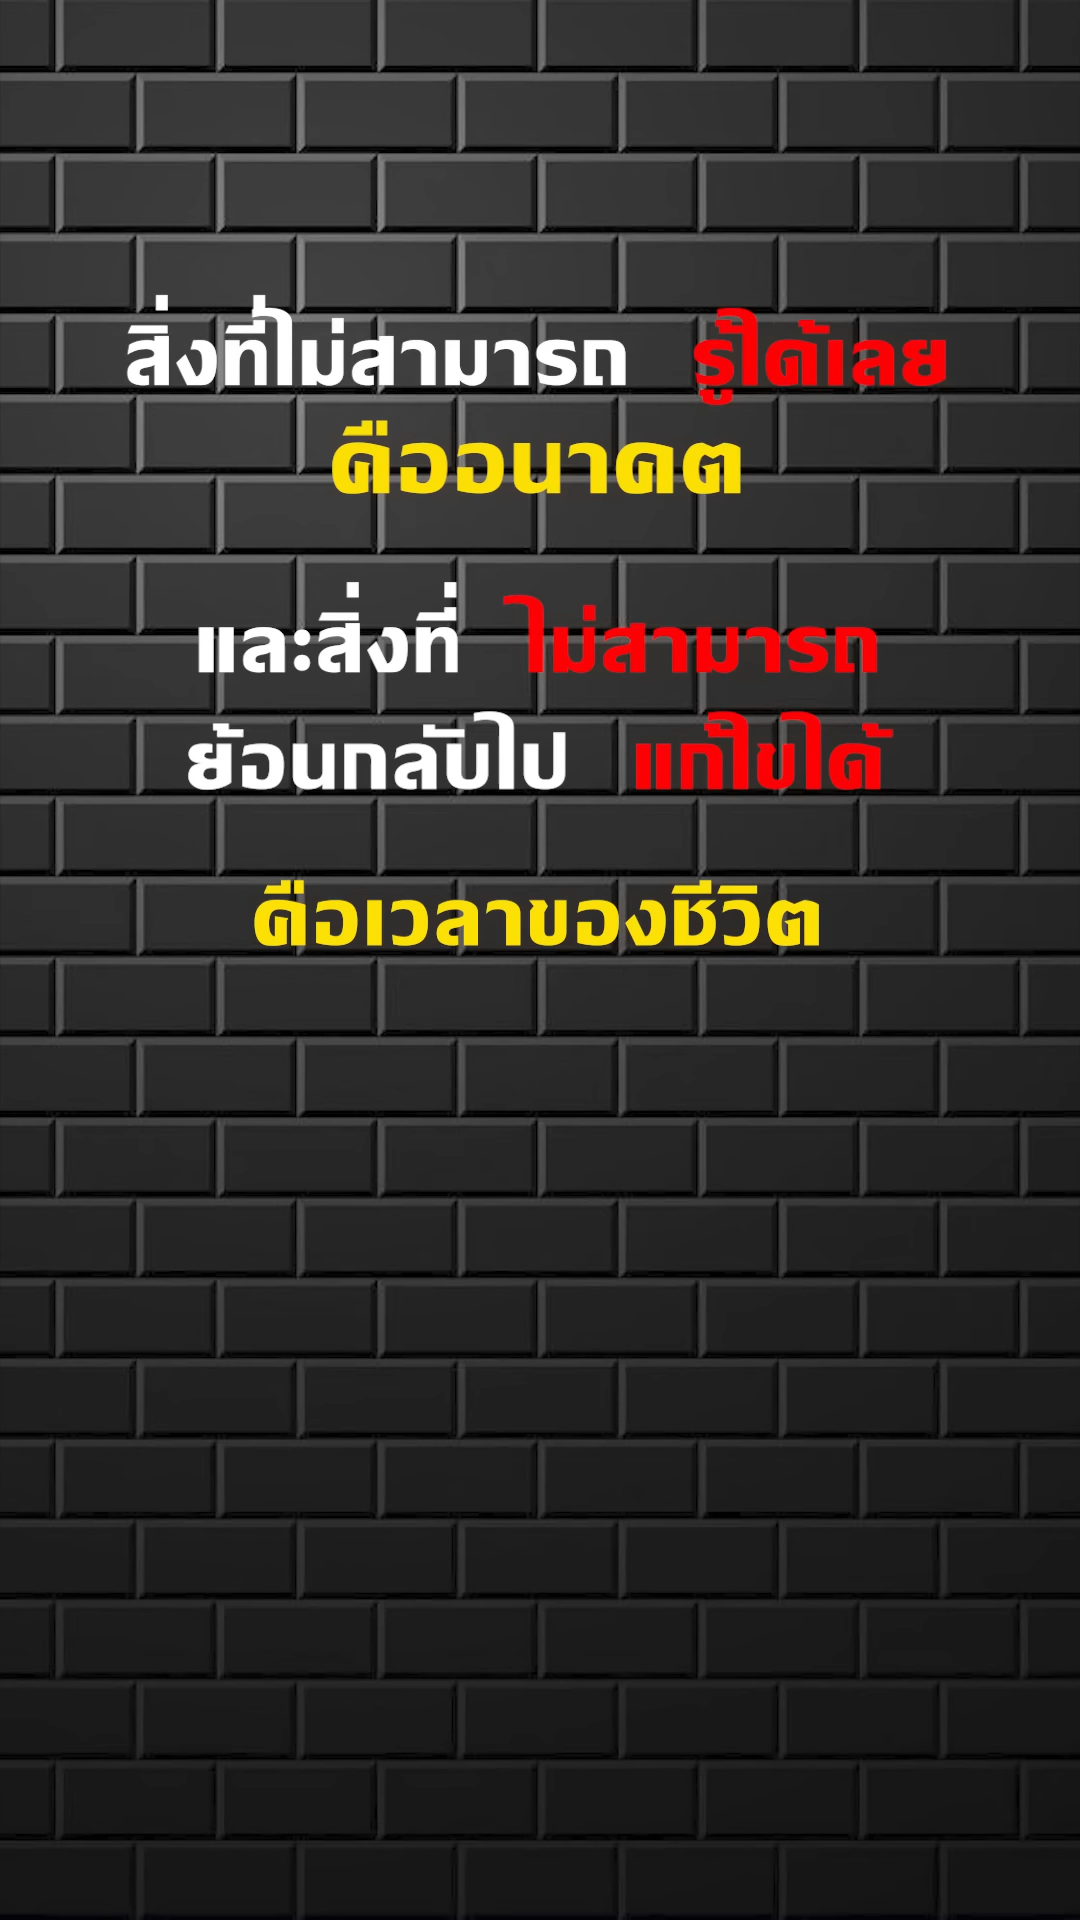 สิ่งที่ไม่สามารถ รู้ได้เลย
คืออนาคต
และสิ่งที่ ไม่สามารถ
ย้อนกลับไป แก้ไขได้
คือเวลาของชีวิต